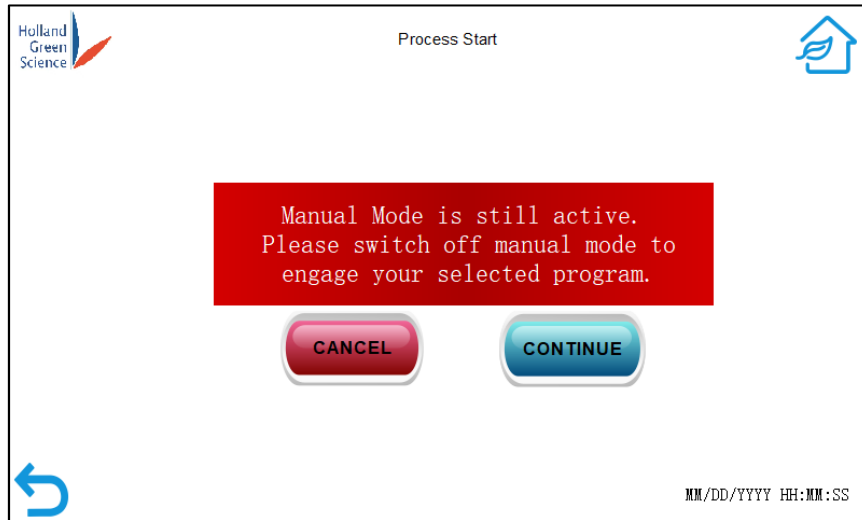 Holland
Green
Science
Process Start
Manual Mode is still active.
Please switch off manual mode to
engage your selected program.
CANCEL
CONTINUE
MM/DD/YYYY HH:MM:SS